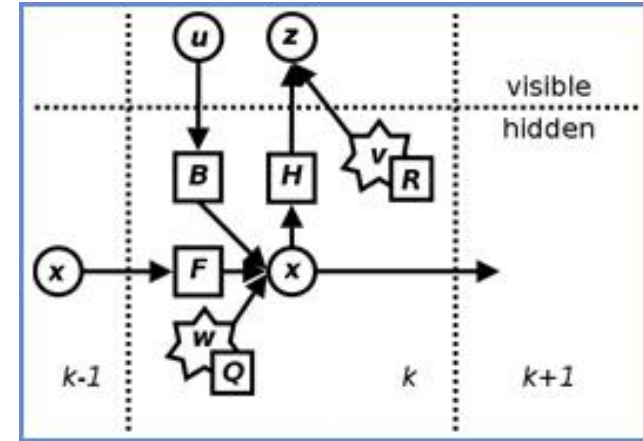 u z
visible
hidden
B H v R
x F x
w Q
k-1 k k+1